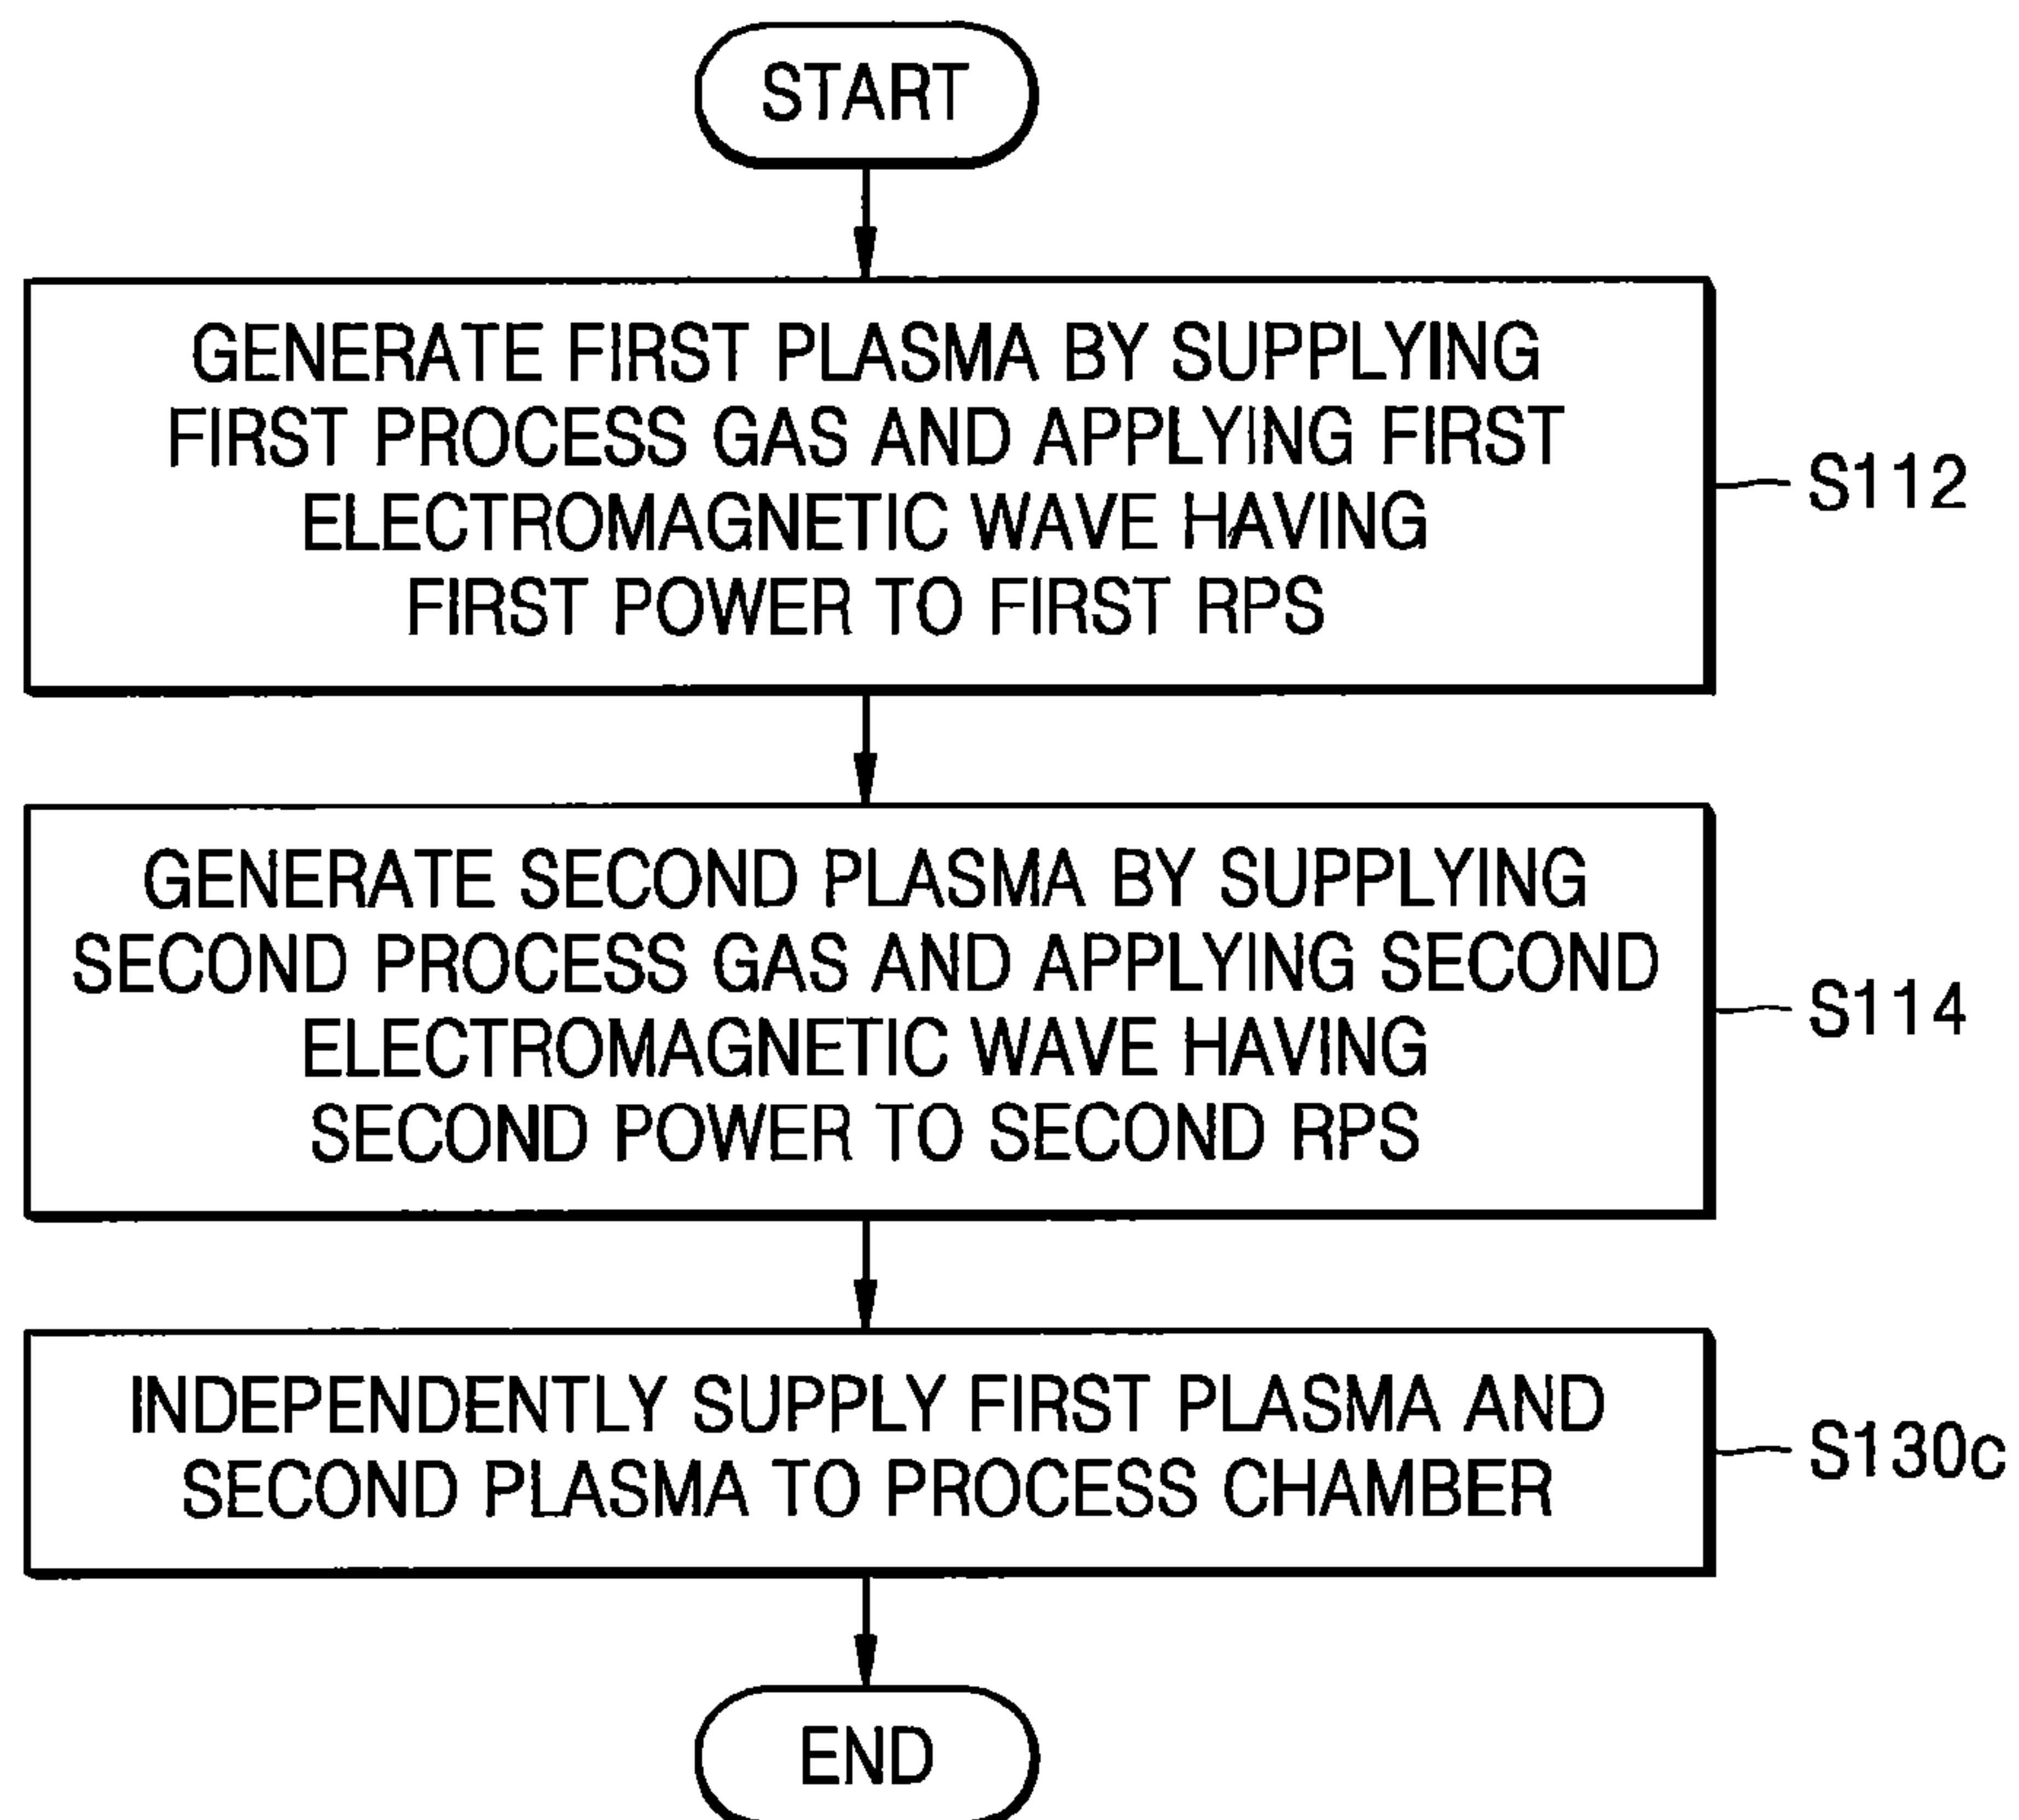 START
GENERATE FIRST PLASMA BY SUPPLYING
FIRST PROCESS GAS AND APPLYING FIRST
ELECTROMAGNETIC WAVE HAVING
FIRST POWER TO FIRST RPS
S112
GENERATE SECOND PLASMA BY SUPPLYING
SECOND PROCESS GAS AND APPLYING SECOND
ELECTROMAGNETIC WAVE HAVING
SECOND POWER TO SECOND RPS
S114
INDEPENDENTLY SUPPLY FIRST PLASMA AND
SECOND PLASMA TO PROCESS CHAMBER
S130c
END